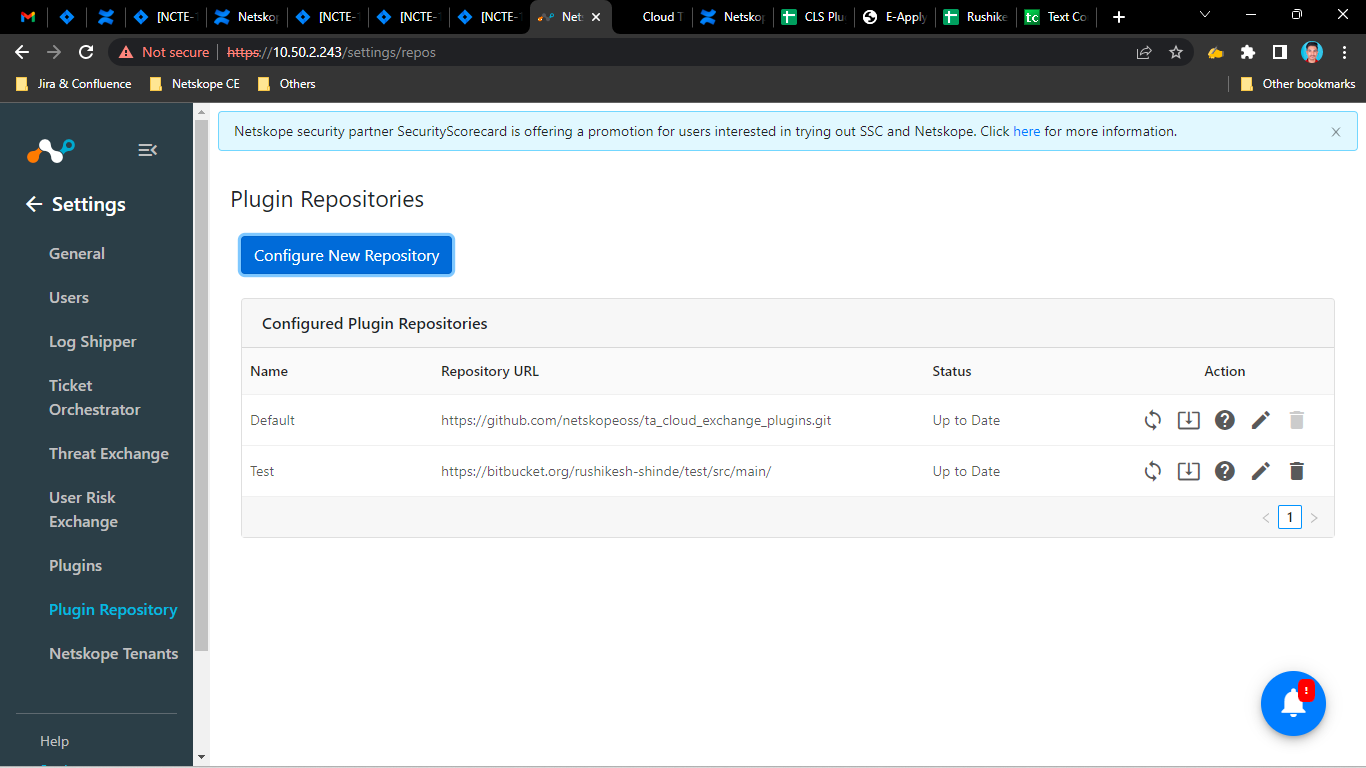 [NCTE-
Netskop
[NCTE-
[NCTE-
[NCTE-
Net
Cloud T
Netskop
CLS Plu
E-Apply
Rushike
Text Co
Not secure
https://10.50.2.243/settings/repos
Jira & Confluence
Netskope CE
Others
Other bookmarks
Netskope security partner SecurityScorecard is offering a promotion for users interested in trying out SSC and Netskope. Click here for more information.
Settings
General
Users
Log Shipper
Ticket
Orchestrator
Threat Exchange
User Risk
Exchange
Plugins
Plugin Repository
Netskope Tenants
Help
Plugin Repositories
Configure New Repository
Configured Plugin Repositories
Name Repository URL Status Action
Default https://github.com/netskopeoss/ta_cloud_exchange_plugins.git Up to Date
Test https://bitbucket.org/rushikesh-shinde/test/src/main/ Up to Date
< 1 >